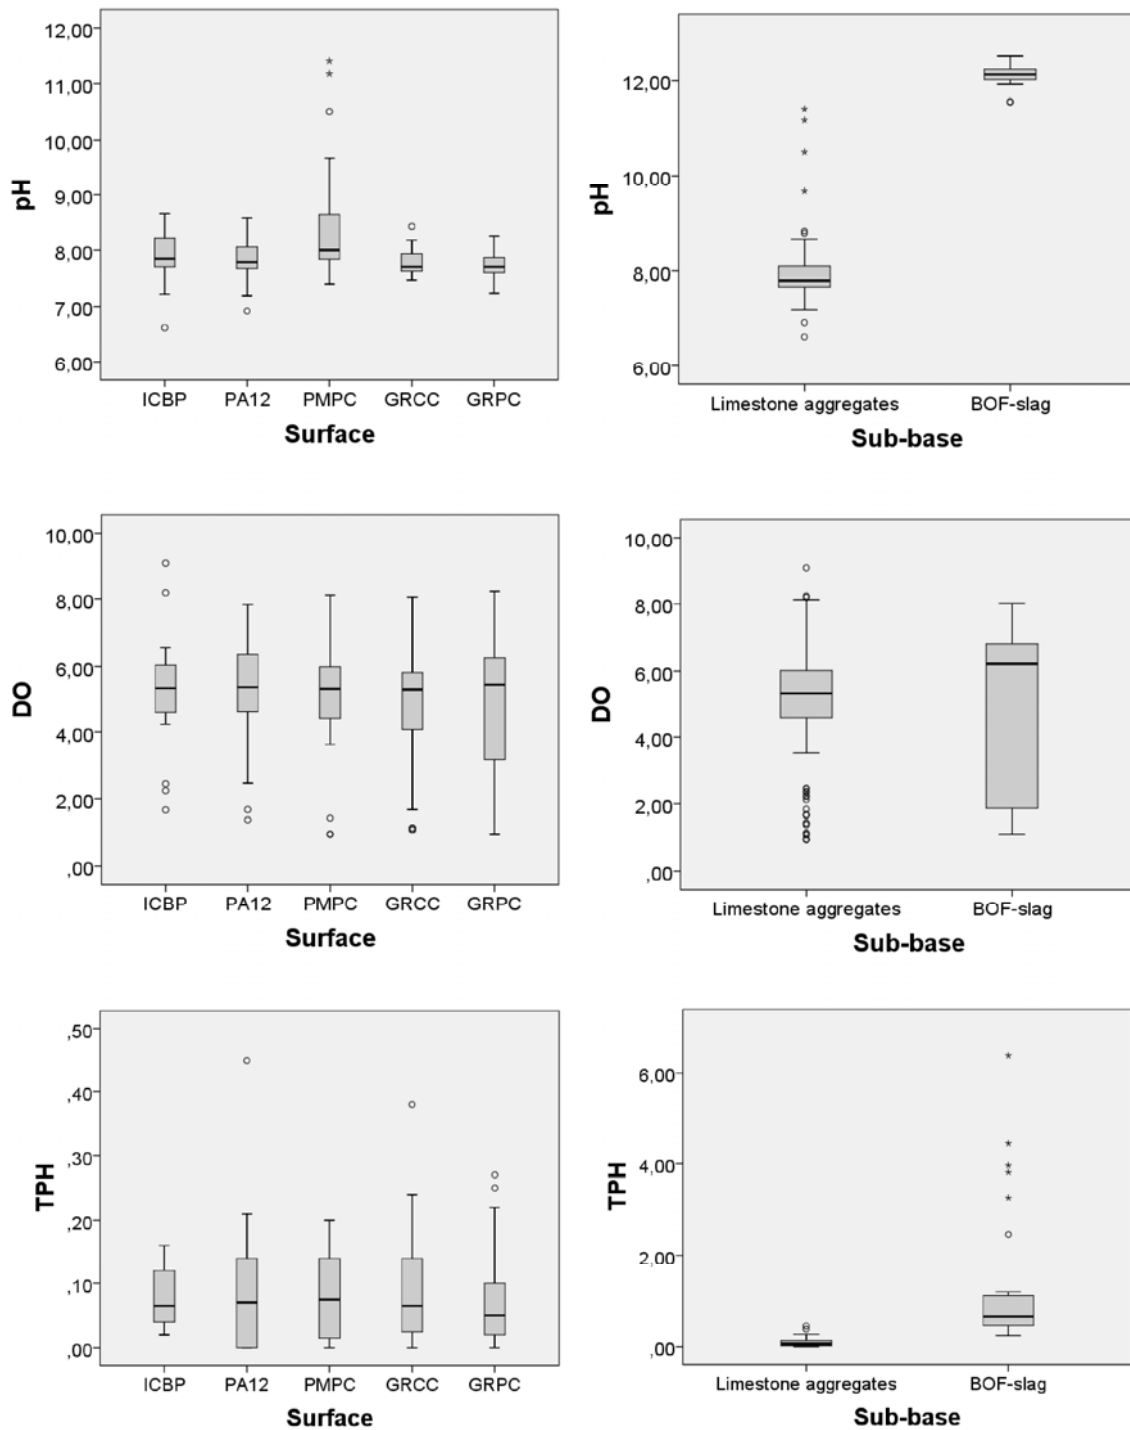 12,00
11,00
10,00
9,00
8,00
7,00
6,00
pH
ICBP PA12 PMPC GRCC GRPC
Surface
12,00
10,00
8,00
6,00
pH
Limestone aggregates BOF-slag
Sub-base
10,00
8,00
6,00
4,00
2,00
,00
DO
ICBP PA12 PMPC GRCC GRPC
Surface
10,00
8,00
6,00
4,00
2,00
,00
DO
Limestone aggregates BOF-slag
Sub-base
,50
,40
,30
,20
,10
,00
TPH
ICBP PA12 PMPC GRCC GRPC
Surface
6,00
4,00
2,00
,00
TPH
Limestone aggregates BOF-slag
Sub-base